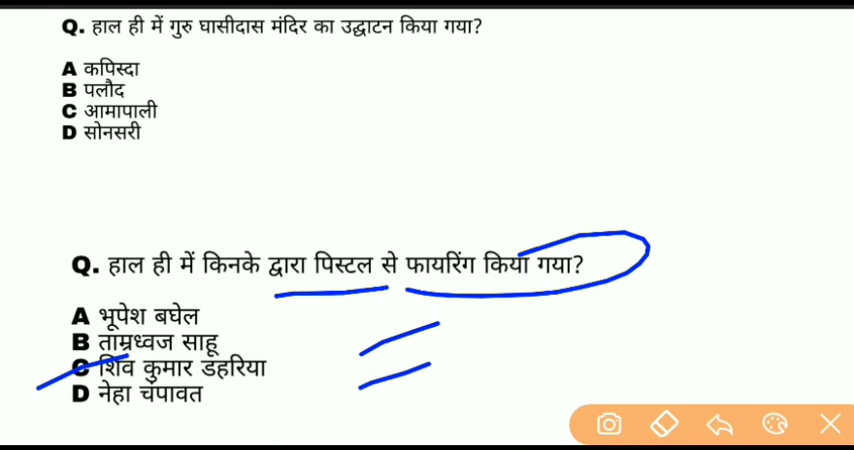 Q. हाल ही में गुरु घासीदास मंदिर का उद्घाटन किया गया?
A कपिस्दा
B पलौद
C आमापाली
D सोनसरी
Q. हाल ही में किनके द्वारा पिस्टल से फायरिंग किया गया?
A भूपेश बघेल
B ताम्रध्वज साहू
C शिव कुमार डहरिया
D नेहा चंपावत